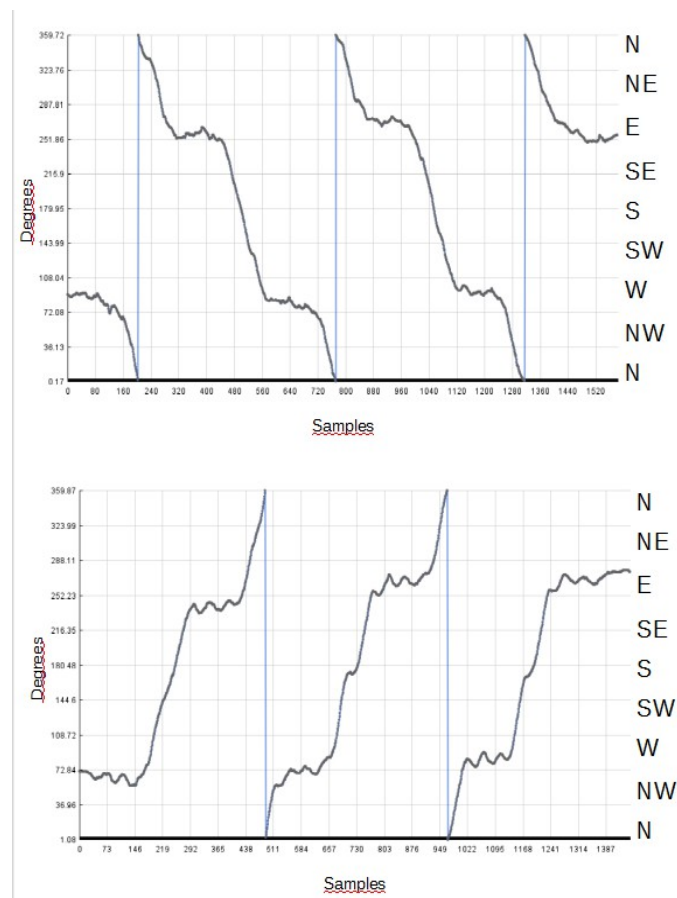 359.72
323.76
287.81
251.86
215.9
179.95
143.99
108.04
72.08
36.13
0.17
Degrees
0 80 160 240 320 400 480 560 640 720 800 880 960 1040 1120 1200 1280 1360 1440 1520
Samples
N
NE
E
SE
S
SW
W
NW
N
359.87
323.99
288.11
252.23
216.35
180.48
144.6
108.72
72.84
36.96
1.08
Degrees
0 73 146 219 292 365 438 511 584 657 730 803 876 949 1022 1095 1168 1241 1314 1387
Samples
N
NE
E
SE
S
SW
W
NW
N